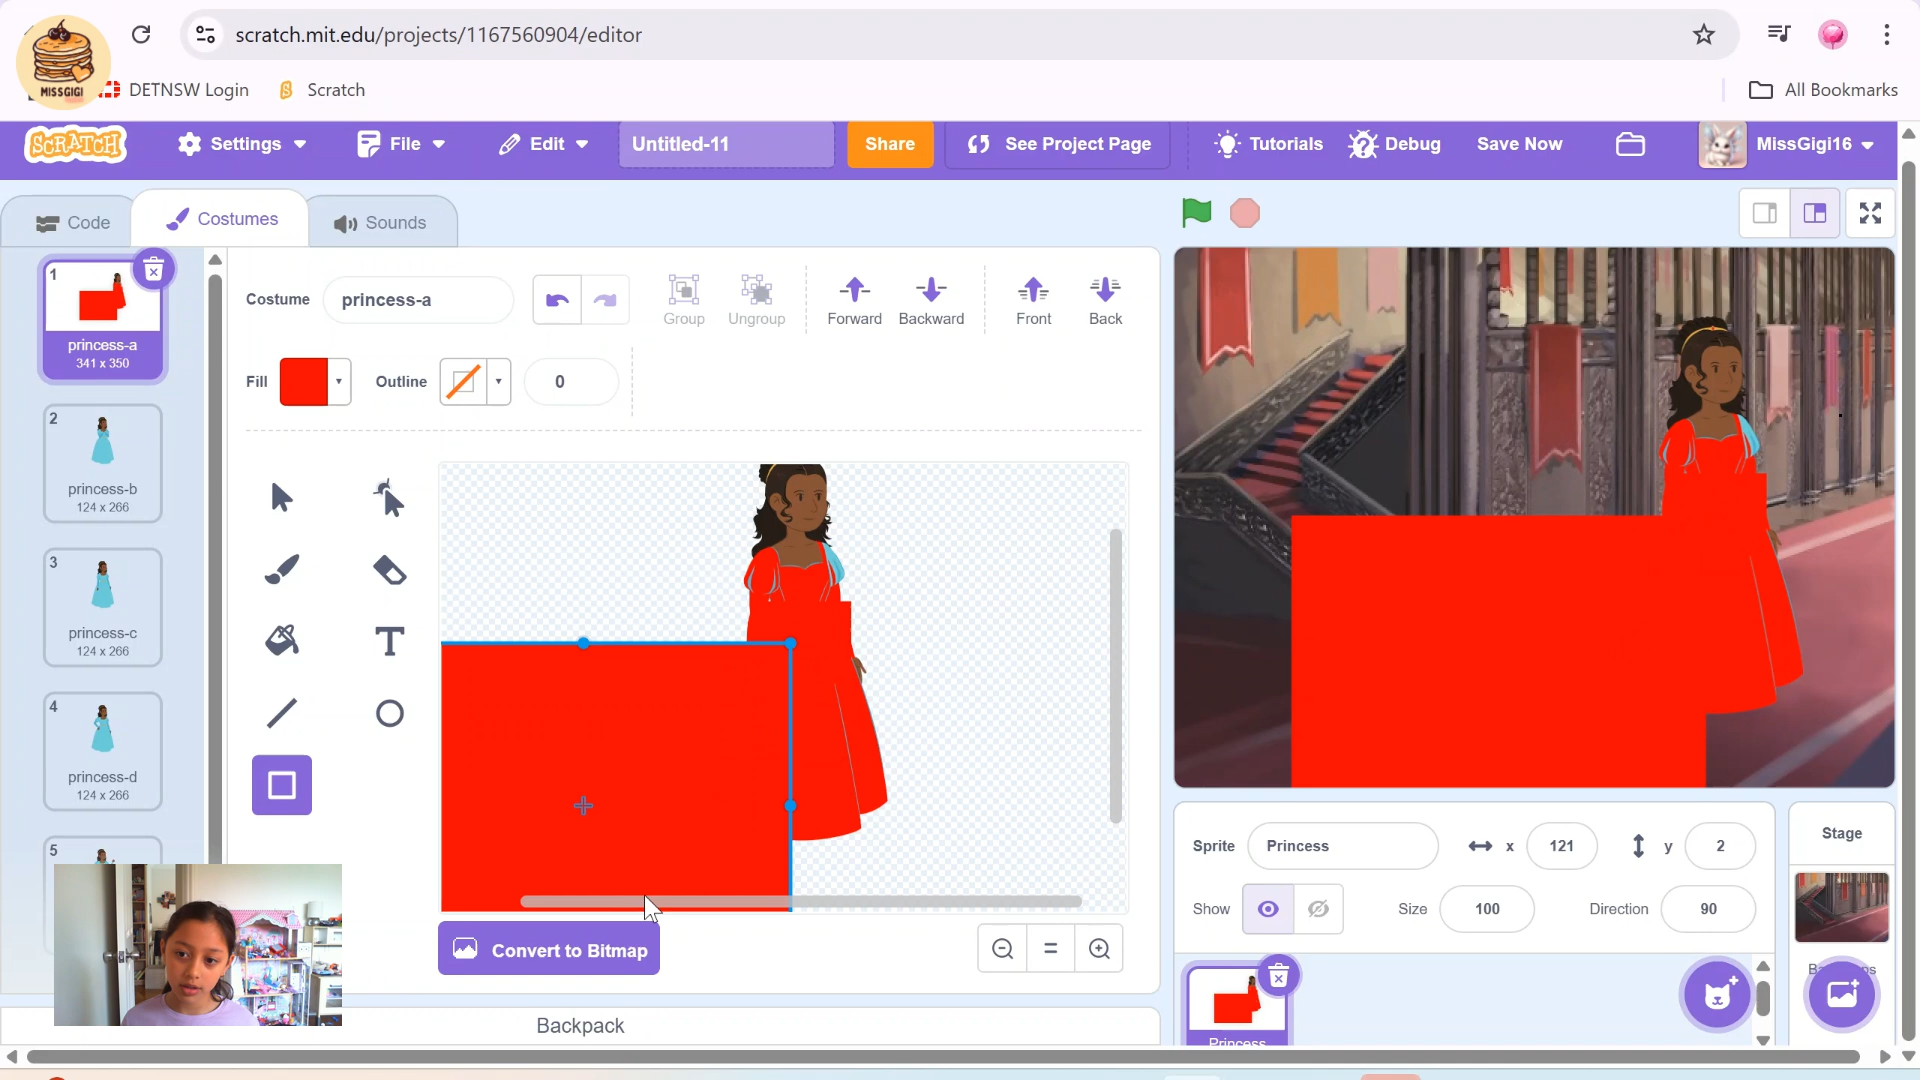 scratch.mit.edu/projects/1167560904/editor
MISSGIGI
DETNSW Login
Scratch
All Bookmarks
SCRATCH
Settings
File
Edit
Untitled-11
Share
See Project Page
Tutorials
Debug
Save Now
MissGigi16
Code
Costumes
Sounds
1
princess-a
341 x 350
2
princess-b
124 x 266
3
princess-c
124 x 266
4
princess-d
124 x 266
5
Costume
princess-a
Group
Ungroup
Forward
Backward
Front
Back
Fill
Outline
0
T
Convert to Bitmap
Backpack
Sprite
Princess
x
121
y
2
Show
Size
100
Direction
90
Stage
Princess